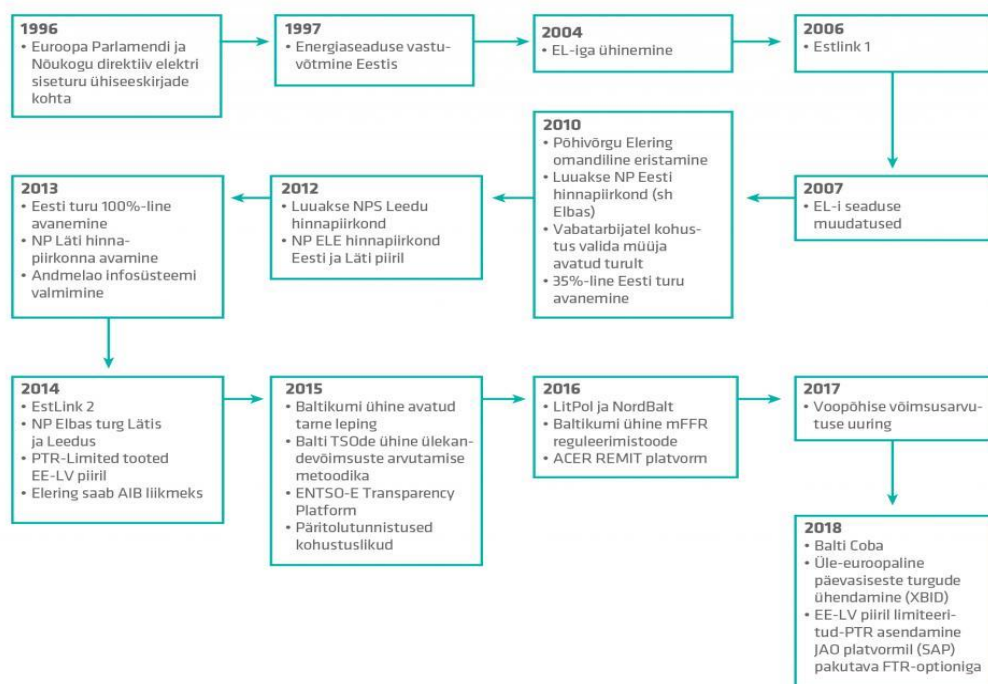 1996
• Euroopa Parlamendi ja
Nõukogu direktiiv elektri
siseturu ühiseeskirjade
kohta
1997
• Energiaseaduse vastu-
võtmine Eestis
2004
• EL-iga ühinemine
2006
• Estlink 1
2007
• EL-i seaduse
muudatused
2010
• Põhivõrgu Elering
omandiline eristamine
• Luuakse NP Eesti
hinnapiirkond (sh
Elbas)
• Vabatarbijatel kohus-
tus valida müüja
avatud turult
• 35%-line Eesti turu
avanemine
2012
• Luuakse NPS Leedu
hinnapiirkond
• NP ELE hinnapiirkond
Eesti ja Läti piiril
2013
• Eesti turu 100%-line
avanemine
• NP Läti hinna-
piirkonna avamine
• Andmelao infosüsteemi
valmimine
2014
• EstLink 2
• NP Elbas turg Lätis
ja Leedus
• PTR-Limited tooted
EE-LV piiril
• Elering saab AIB liikmeks
2015
• Baltikumi ühine avatud
tarne leping
• Balti TSOde ühine ülekan-
devõimsuste arvutamise
metoodika
• ENTSO-E Transparency
Platform
• Päritolutunnistused
kohustuslikud
2016
• LitPol ja NordBalt
• Baltikumi ühine mFFR
reguleerimistoode
• ACER REMIT platvorm
2017
• Voopõhise võimsusarvu-
tuse uuring
2018
• Balti Coba
• Üle-euroopaline
päevasiseste turgude
ühendamine (XBID)
• EE-LV piiril limiteeri-
tud-PTR asendamine
JAO platvormil (SAP)
pakutava FTR-optioniga